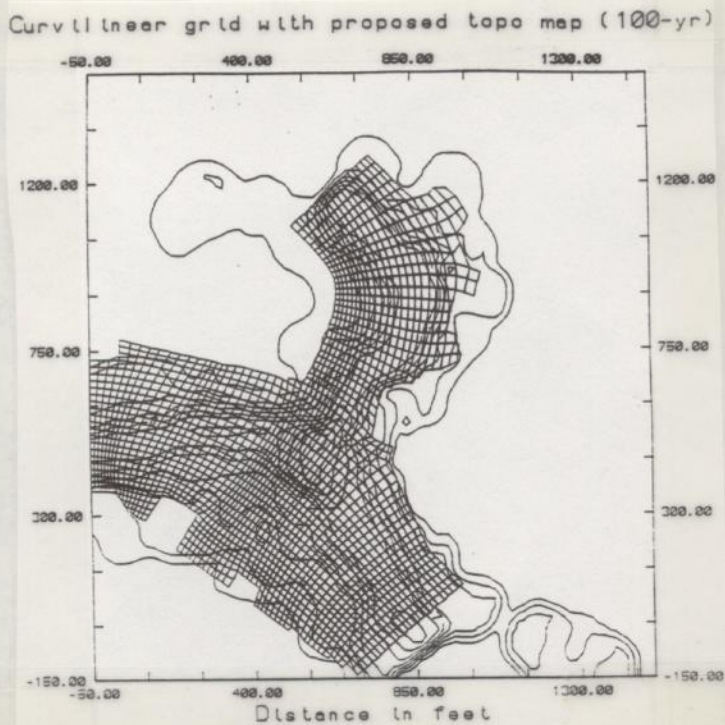 Curvilinear grid with proposed topo map (100-yr)
-50.00 400.00 850.00 1300.00
1200.00 1200.00
750.00 750.00
300.00 300.00
-150.00 -150.00
-50.00 400.00 850.00 1300.00
Distance in feet